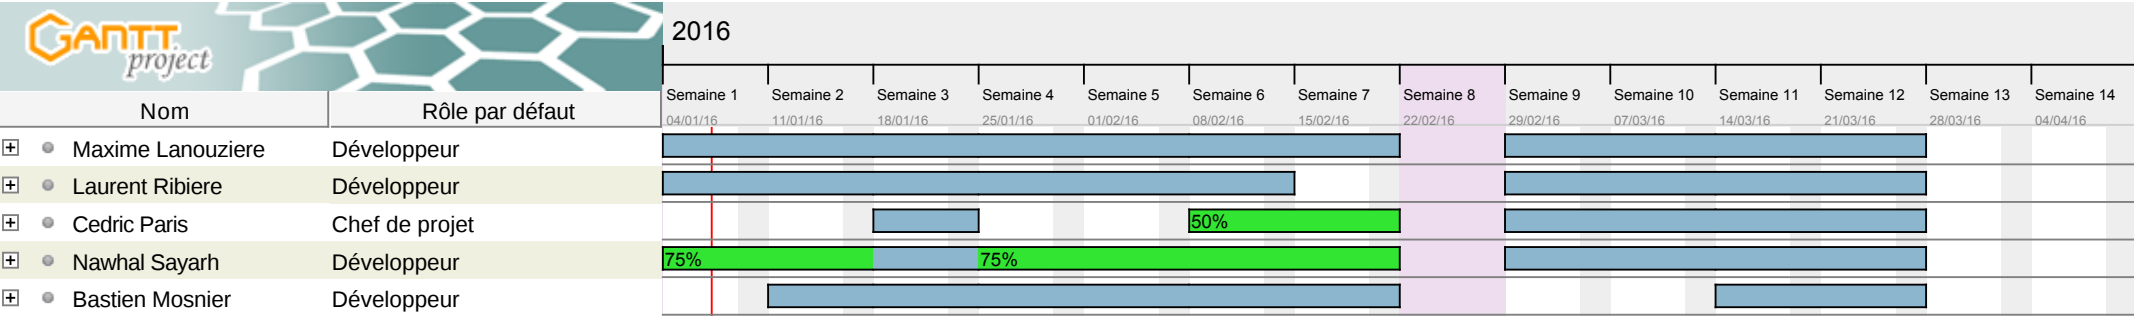 GANTT
project
2016
Semaine 1 Semaine 2 Semaine 3 Semaine 4 Semaine 5 Semaine 6 Semaine 7 Semaine 8 Semaine 9 Semaine 10 Semaine 11 Semaine 12 Semaine 13 Semaine 14
Nom Rôle par défaut
04/01/16 11/01/16 18/01/16 25/01/16 01/02/16 08/02/16 15/02/16 22/02/16 29/02/16 07/03/16 14/03/16 21/03/16 28/03/16 04/04/16
Maxime Lanouziere Développeur
Laurent Ribiere Développeur
Cedric Paris Chef de projet 50%
Nawhal Sayarh Développeur 75% 75%
Bastien Mosnier Développeur